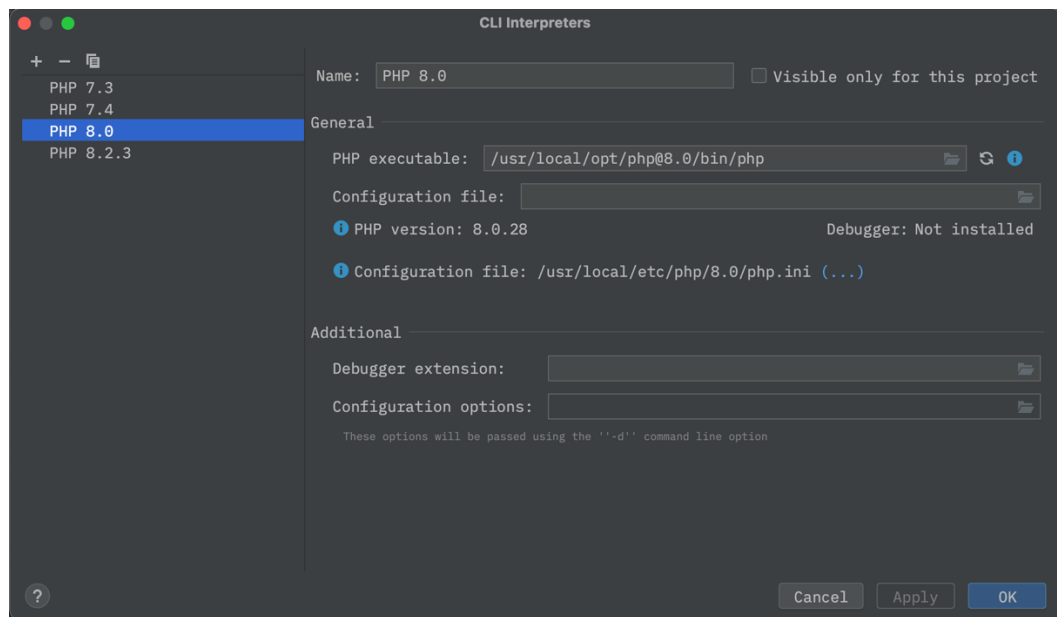 CLI Interpreters
PHP 7.3
PHP 7.4
PHP 8.0
PHP 8.2.3
Name: PHP 8.0 Visible only for this project
General
PHP executable: /usr/local/opt/php@8.0/bin/php
Configuration file:
PHP version: 8.0.28 Debugger: Not installed
Configuration file: /usr/local/etc/php/8.0/php.ini (...)
Additional
Debugger extension:
Configuration options:
These options will be passed using the ''-d'' command line option
? Cancel Apply OK